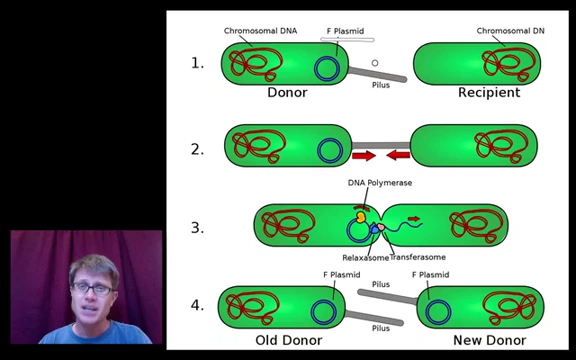 Chromosomal DNA
F Plasmid
Chromosomal DN
1.
Pilus
Donor
Recipient
2.
DNA Polymerase
3.
Relaxasome
Transferasome
F Plasmid
F Plasmid
Pilus
4.
Pilus
Old Donor
New Donor